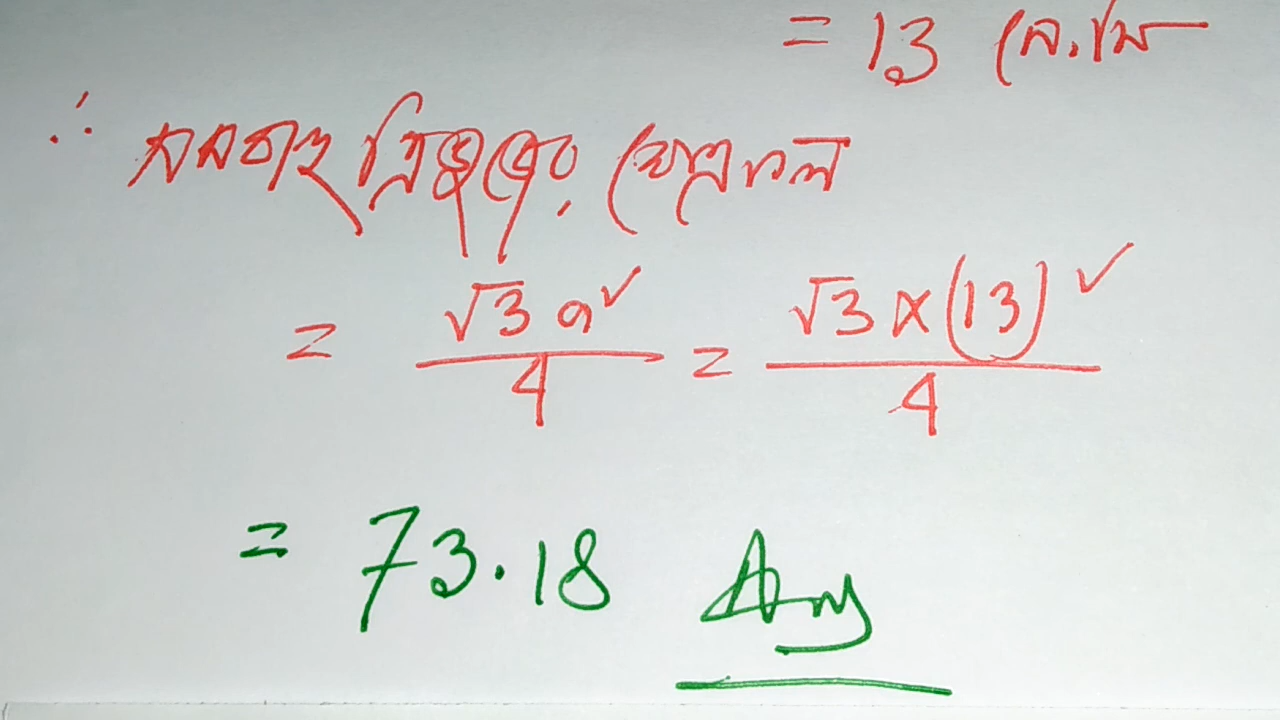 = 13 সে.মি
∴ সমবাহু ত্রিভুজের ক্ষেত্রফল
= √3 a² / 4 = √3 × (13)² / 4
= 73.18 Ans